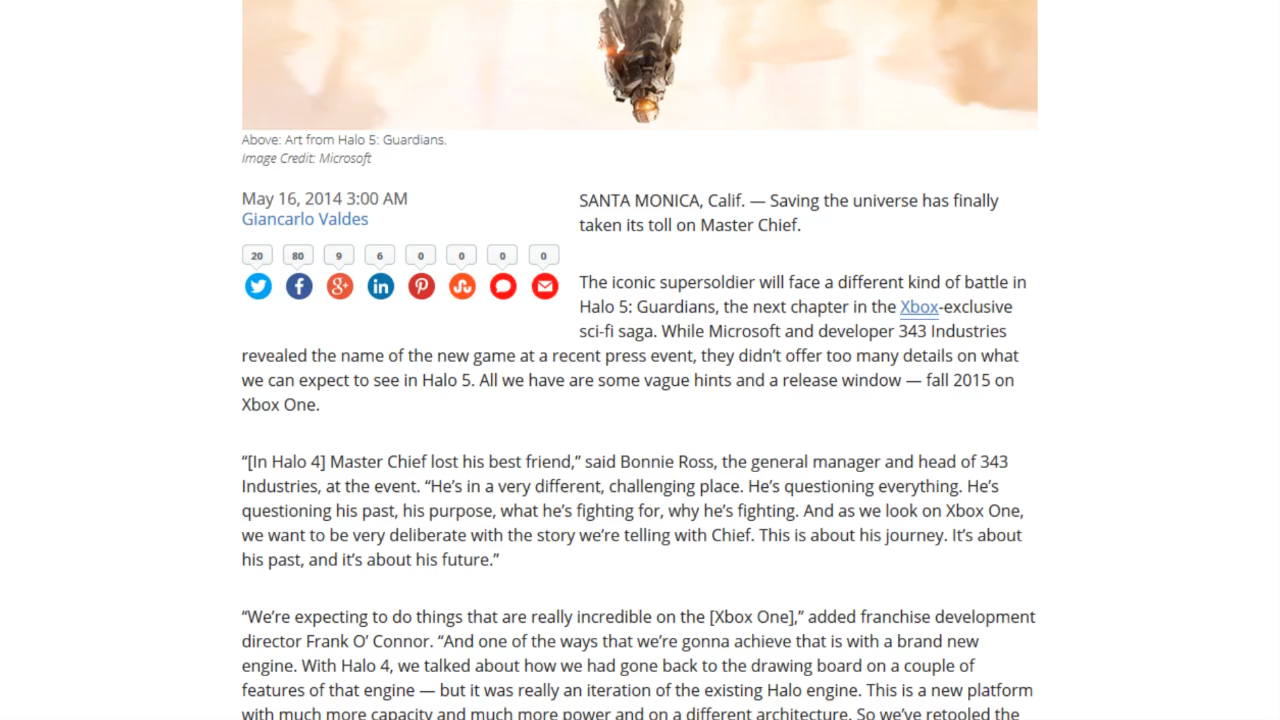 Above: Art from Halo 5: Guardians.
Image Credit: Microsoft
May 16, 2014 3:00 AM
Giancarlo Valdes
20 80 9 6 0 0 0 0
SANTA MONICA, Calif. — Saving the universe has finally
taken its toll on Master Chief.
The iconic supersoldier will face a different kind of battle in
Halo 5: Guardians, the next chapter in the Xbox-exclusive
sci-fi saga. While Microsoft and developer 343 Industries
revealed the name of the new game at a recent press event, they didn’t offer too many details on what
we can expect to see in Halo 5. All we have are some vague hints and a release window — fall 2015 on
Xbox One.
“[In Halo 4] Master Chief lost his best friend,” said Bonnie Ross, the general manager and head of 343
Industries, at the event. “He’s in a very different, challenging place. He’s questioning everything. He’s
questioning his past, his purpose, what he’s fighting for, why he’s fighting. And as we look on Xbox One,
we want to be very deliberate with the story we’re telling with Chief. This is about his journey. It’s about
his past, and it’s about his future.”
“We’re expecting to do things that are really incredible on the [Xbox One],” added franchise development
director Frank O’ Connor. “And one of the ways that we’re gonna achieve that is with a brand new
engine. With Halo 4, we talked about how we had gone back to the drawing board on a couple of
features of that engine — but it was really an iteration of the existing Halo engine. This is a new platform
with much more capacity and much more power and on a different architecture. So we’ve retooled the